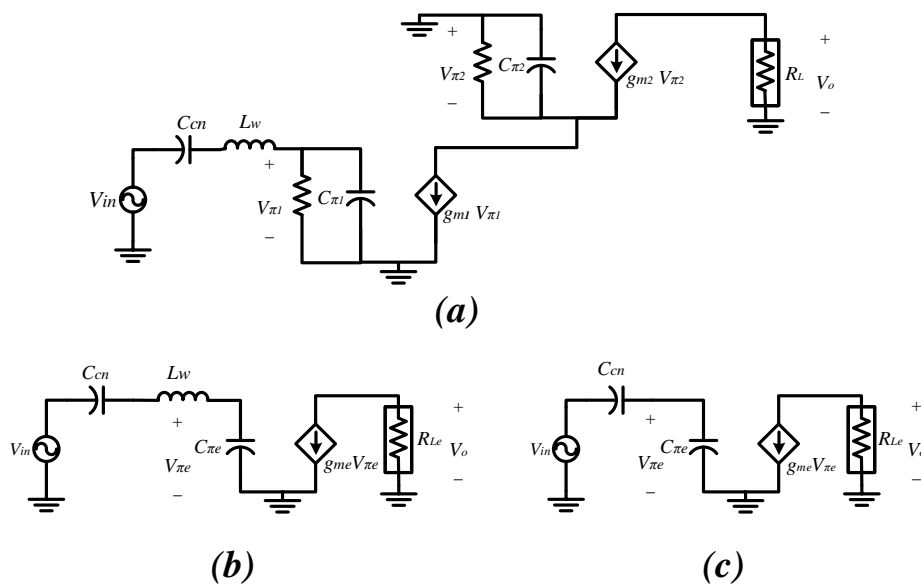 +
Vπ2
−
Cπ2
gm2 Vπ2
RL
+
Vo
−
Ccn
Lw
Vin
+
Vπ1
−
Cπ1
gm1 Vπ1
(a)
Ccn
Lw
Vin
+
Vπe
−
Cπe
gmeVπe
RLe
+
Vo
−
(b)
Ccn
Vin
+
Vπe
−
Cπe
gmeVπe
RLe
+
V
−
(c)